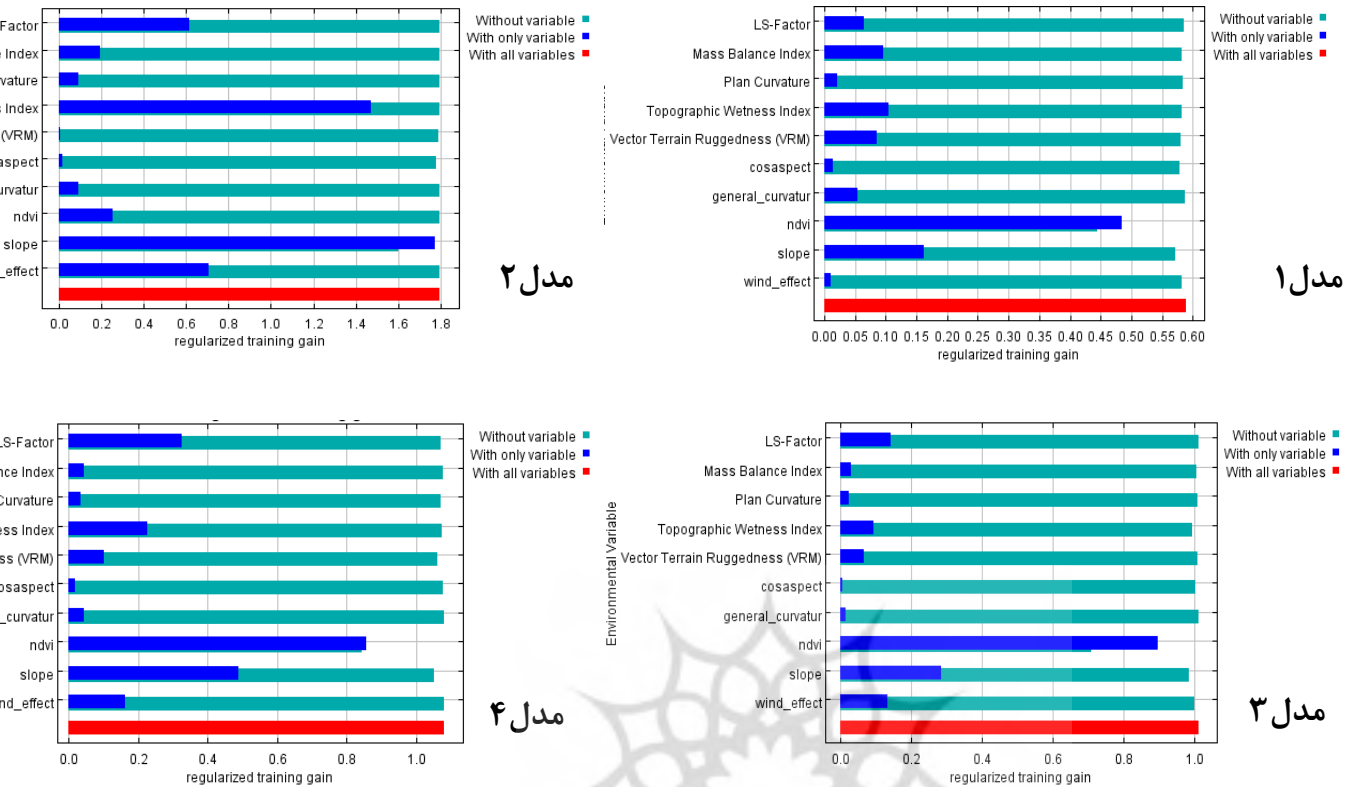 Factor
e Index
vature
s Index
(VRM)
aspect
urvatur
ndvi
slope
_effect
0.0 0.2 0.4 0.6 0.8 1.0 1.2 1.4 1.6 1.8
regularized training gain
Without variable
With only variable
With all variables
مدل۲
LS-Factor
Mass Balance Index
Plan Curvature
Topographic Wetness Index
Vector Terrain Ruggedness (VRM)
cosaspect
general_curvatur
ndvi
slope
wind_effect
0.00 0.05 0.10 0.15 0.20 0.25 0.30 0.35 0.40 0.45 0.50 0.55 0.60
regularized training gain
Without variable
With only variable
With all variables
مدل۱
LS-Factor
nce Index
Curvature
ess Index
ss (VRM)
osaspect
_curvatur
ndvi
slope
nd_effect
0.0 0.2 0.4 0.6 0.8 1.0
regularized training gain
Without variable
With only variable
With all variables
مدل۴
Environmental Variable
LS-Factor
Mass Balance Index
Plan Curvature
Topographic Wetness Index
Vector Terrain Ruggedness (VRM)
cosaspect
general_curvatur
ndvi
slope
wind_effect
0.0 0.2 0.4 0.6 0.8 1.0
regularized training gain
Without variable
With only variable
With all variables
مدل۳